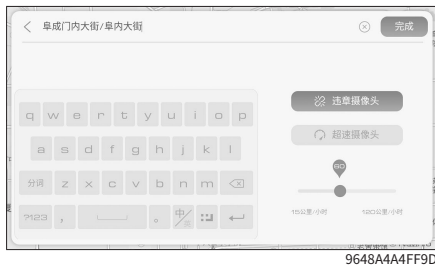 阜成门内大街/阜内大街
完成
q w e r t y u i o p
违章摄像头
a s d f g h j k l
超速摄像头
分词 z x c v b n m
60
?123 , 。 中/英
15公里/小时 120公里/小时
9648A4A4FF9D